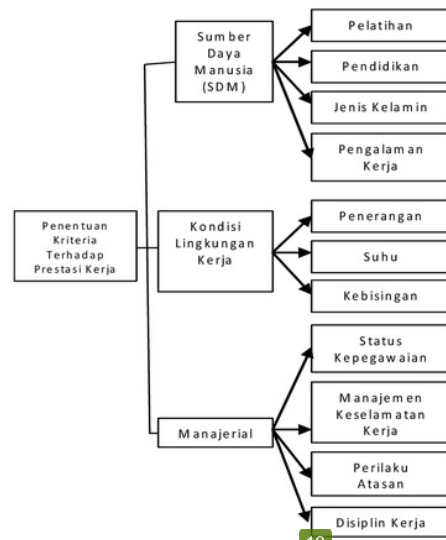 Penentuan
Kriteria
Terhadap
Prestasi Kerja
Sumber
Daya
Manusia
(SDM)
Pelatihan
Pendidikan
Jenis Kelamin
Pengalaman
Kerja
Kondisi
Lingkungan
Kerja
Penerangan
Suhu
Kebisingan
Manajerial
Status
Kepegawaian
Manajemen
Keselamatan
Kerja
Perilaku
Atasan
Disiplin Kerja